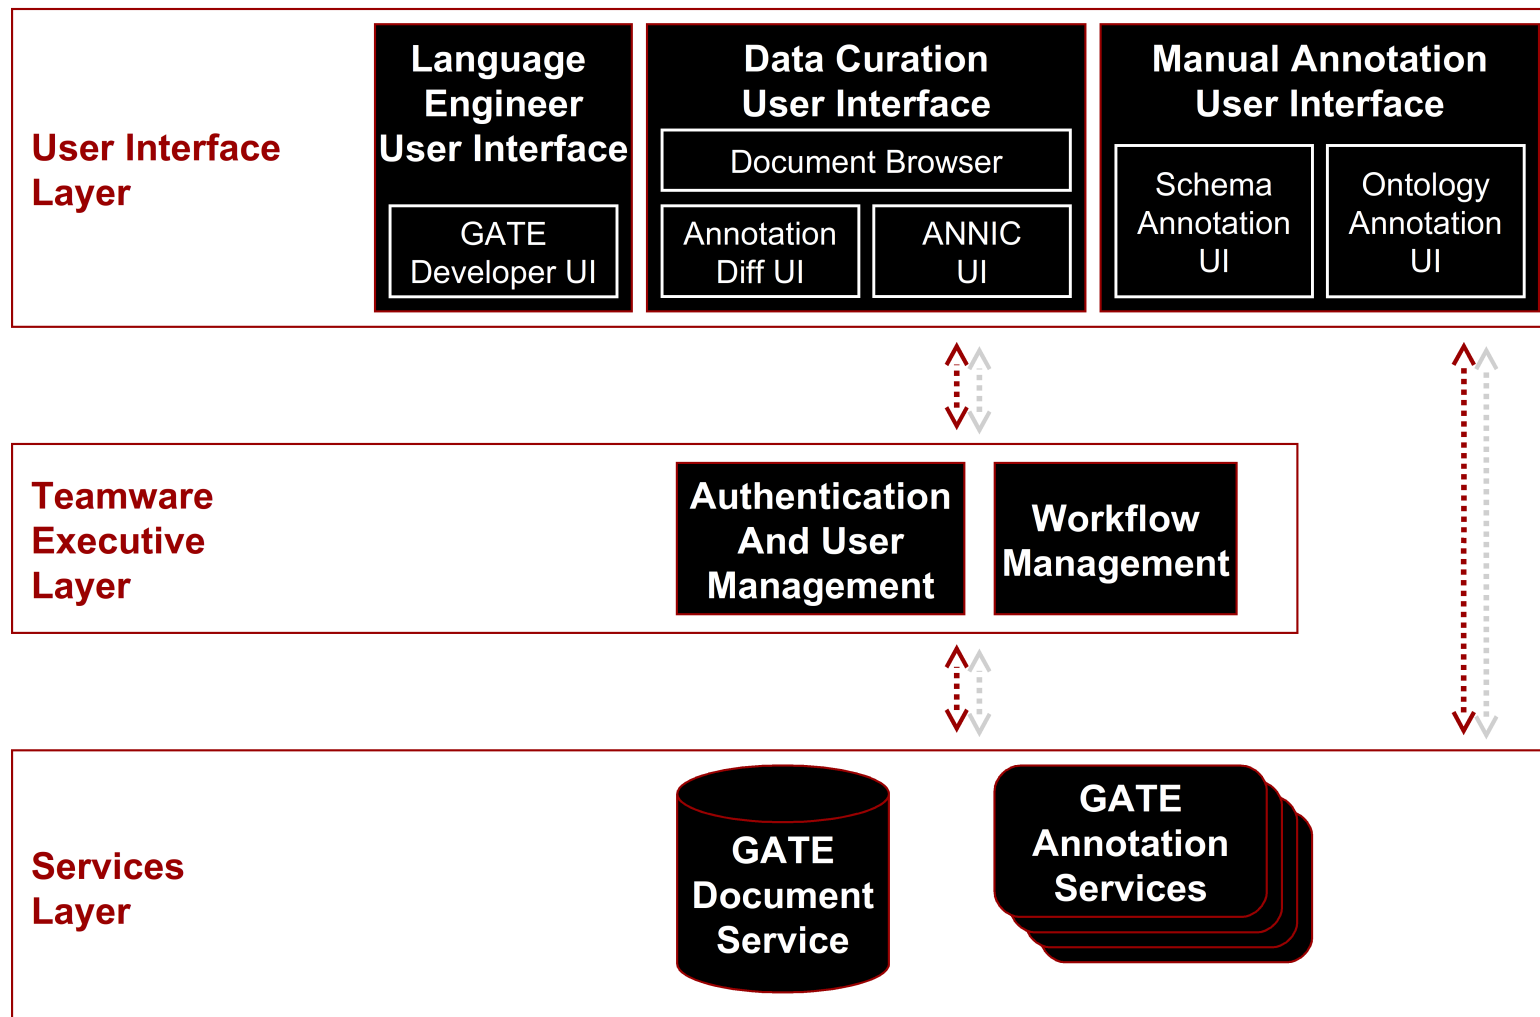 User Interface
Layer
Language
Engineer
User Interface
GATE
Developer UI
Data Curation
User Interface
Document Browser
Annotation
Diff UI
ANNIC
UI
Manual Annotation
User Interface
Schema
Annotation
UI
Ontology
Annotation
UI
Teamware
Executive
Layer
Authentication
And User
Management
Workflow
Management
Services
Layer
GATE
Document
Service
GATE
Annotation
Services